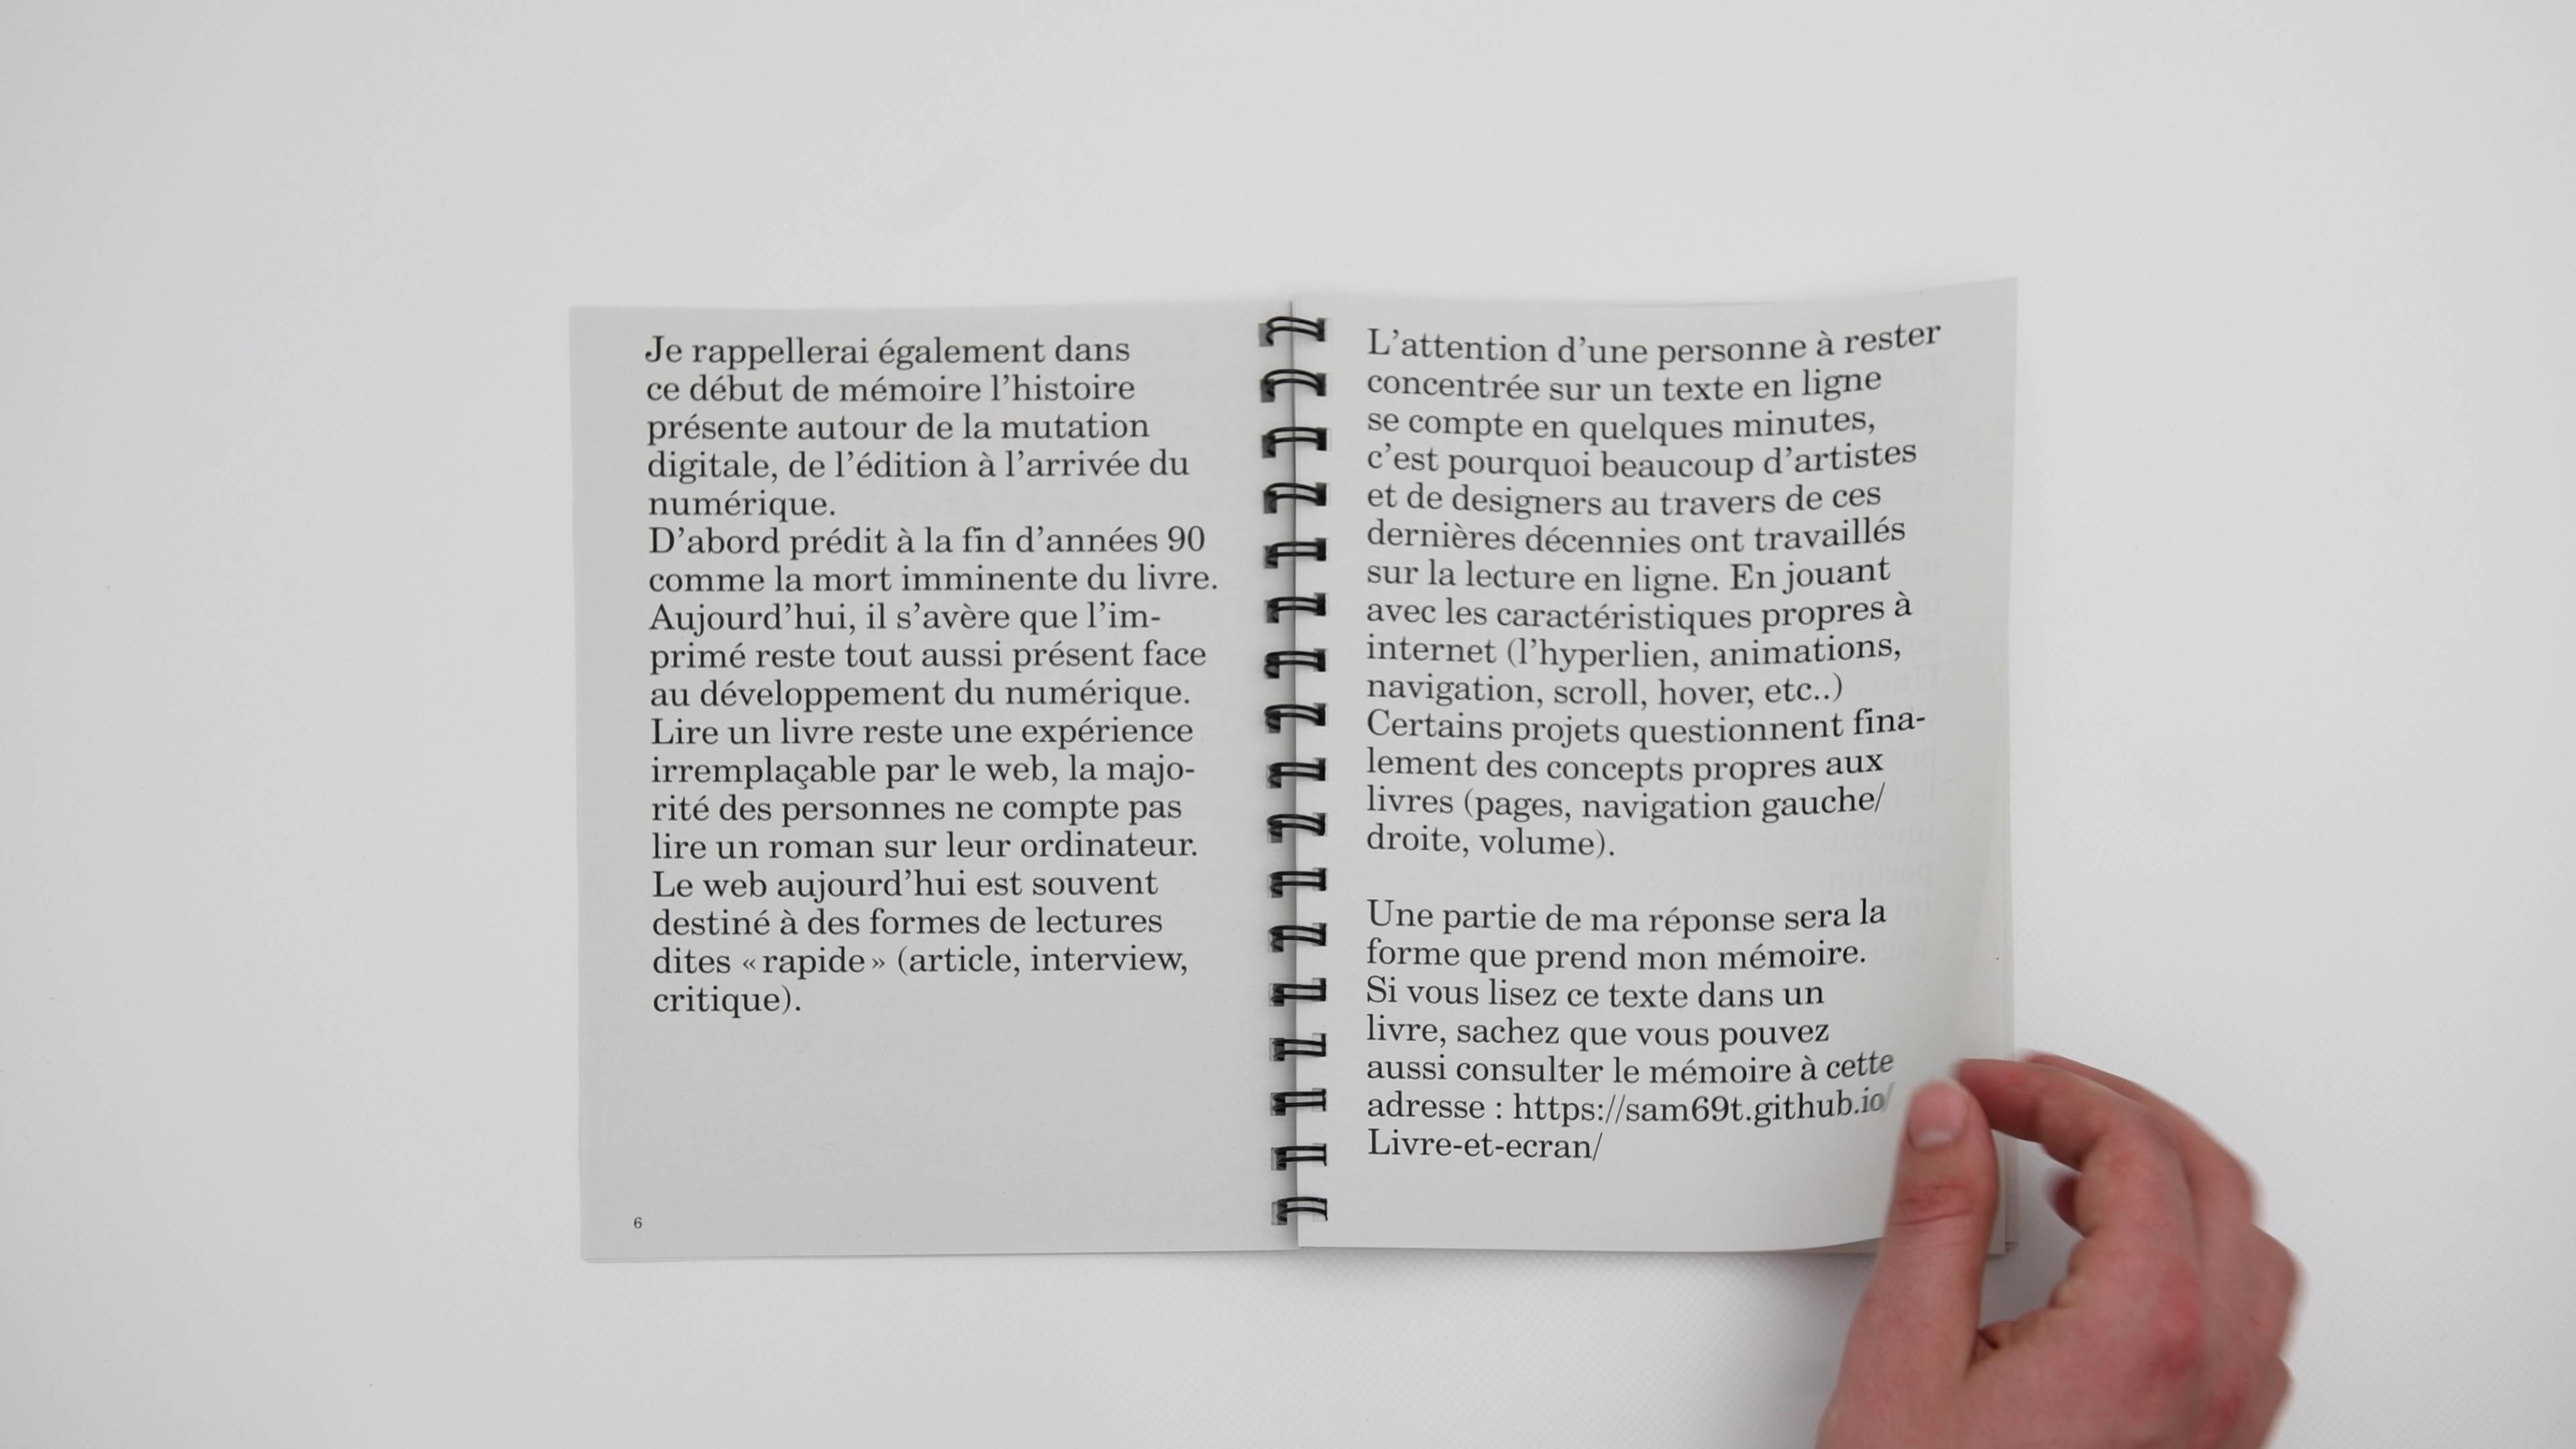 Je rappellerai également dans
ce début de mémoire l’histoire
présente autour de la mutation
digitale, de l’édition à l’arrivée du
numérique.
D’abord prédit à la fin d’années 90
comme la mort imminente du livre.
Aujourd’hui, il s’avère que l’im-
primé reste tout aussi présent face
au développement du numérique.
Lire un livre reste une expérience
irremplaçable par le web, la majo-
rité des personnes ne compte pas
lire un roman sur leur ordinateur.
Le web aujourd’hui est souvent
destiné à des formes de lectures
dites « rapide » (article, interview,
critique).
6
L’attention d’une personne à rester
concentrée sur un texte en ligne
se compte en quelques minutes,
c’est pourquoi beaucoup d’artistes
et de designers au travers de ces
dernières décennies ont travaillés
sur la lecture en ligne. En jouant
avec les caractéristiques propres à
internet (l’hyperlien, animations,
navigation, scroll, hover, etc..)
Certains projets questionnent fina-
lement des concepts propres aux
livres (pages, navigation gauche/
droite, volume).
Une partie de ma réponse sera la
forme que prend mon mémoire.
Si vous lisez ce texte dans un
livre, sachez que vous pouvez
aussi consulter le mémoire à cette
adresse : https://sam69t.github.io/
Livre-et-ecran/